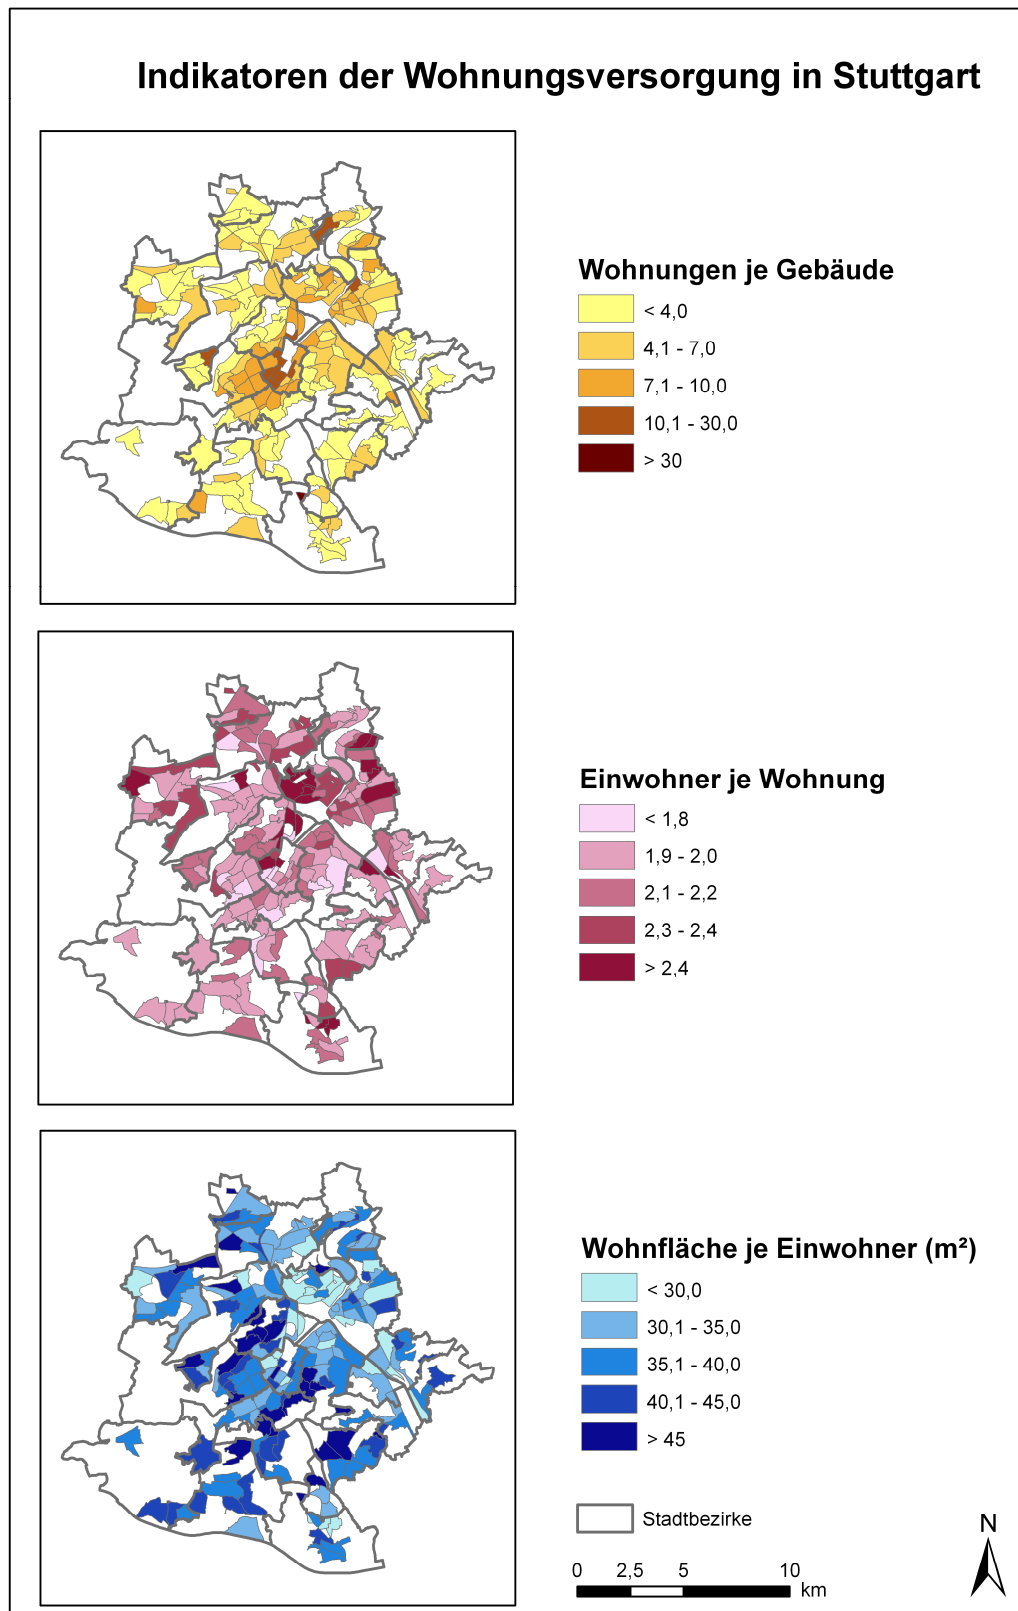 Indikatoren der Wohnungsversorgung in Stuttgart
Wohnungen je Gebäude
< 4,0
4,1 - 7,0
7,1 - 10,0
10,1 - 30,0
> 30
Einwohner je Wohnung
< 1,8
1,9 - 2,0
2,1 - 2,2
2,3 - 2,4
> 2,4
Wohnfläche je Einwohner (m²)
< 30,0
30,1 - 35,0
35,1 - 40,0
40,1 - 45,0
> 45
Stadtbezirke
N
0 2,5 5 10
km